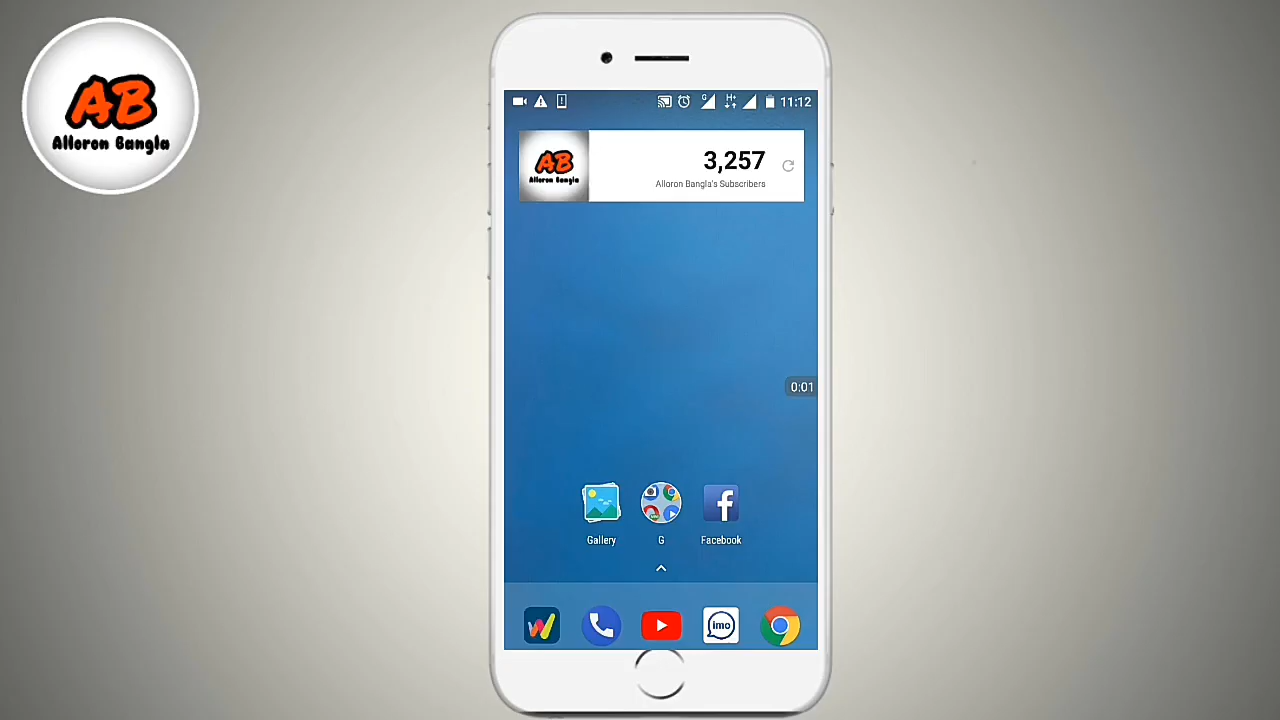 AB
Alloron Bangla
G
H+
11:12
AB
Alloron Bangla
3,257
Alloron Bangla's Subscribers
0:01
Gallery
G
Facebook
imo